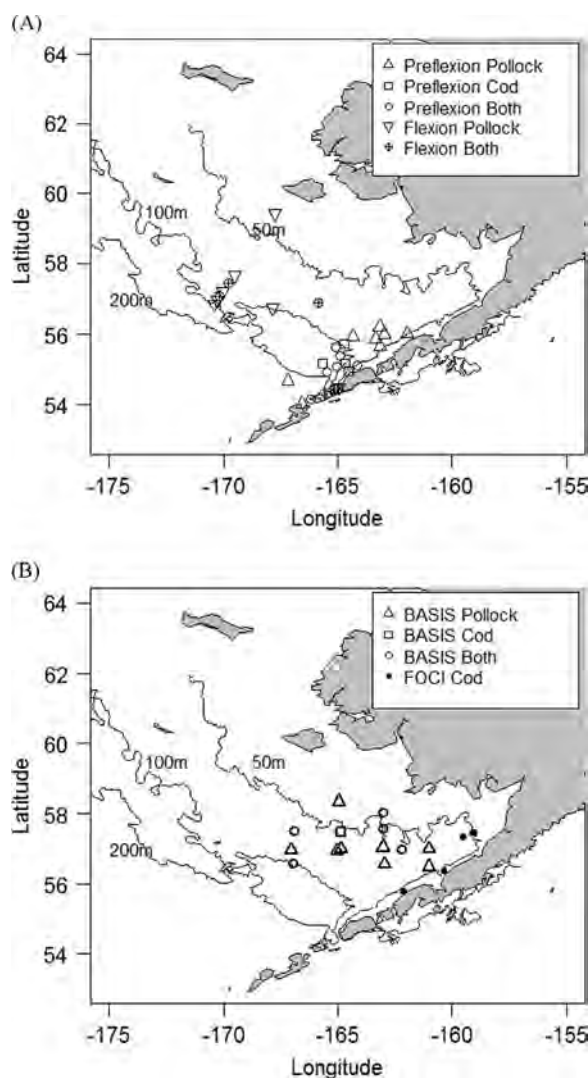 (A)
64
62
60
58
56
54
Latitude
Preflexion Pollock
Preflexion Cod
Preflexion Both
Flexion Pollock
Flexion Both
50m
100m
200m
-175
-170
-165
-160
-155
Longitude
(B)
64
62
60
58
56
54
Latitude
BASIS Pollock
BASIS Cod
BASIS Both
FOCI Cod
100m
50m
200m
-175
-170
-165
-160
-155
Longitude